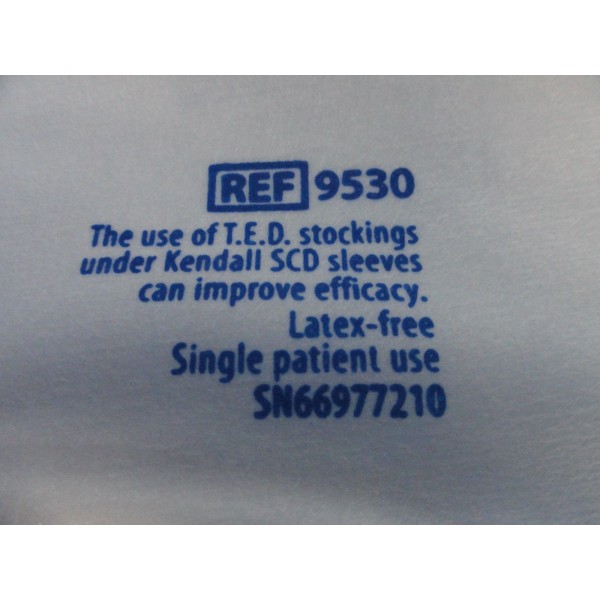 REF 9530
The use of T.E.D. stockings
under Kendall SCD sleeves
can improve efficacy.
Latex-free
Single patient use
SN66977210